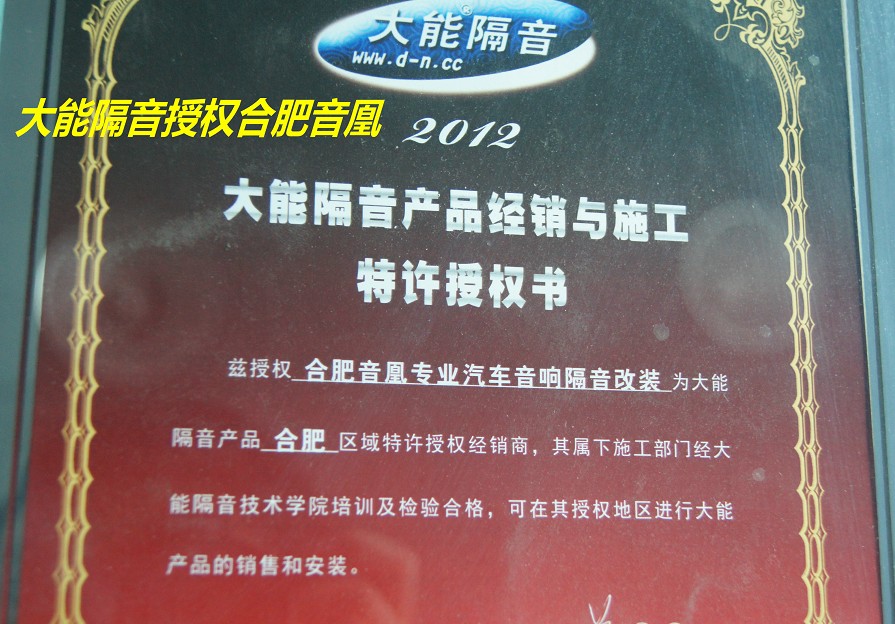 大能®隔音
www.d-n.cc
大能隔音授权合肥音凰
2012
大能隔音产品经销与施工
特许授权书
兹授权 合肥音凰专业汽车音响隔音改装 为大能
隔音产品 合肥 区域特许授权经销商，其属下施工部门经大
能隔音技术学院培训及检验合格，可在其授权地区进行大能
产品的销售和安装。